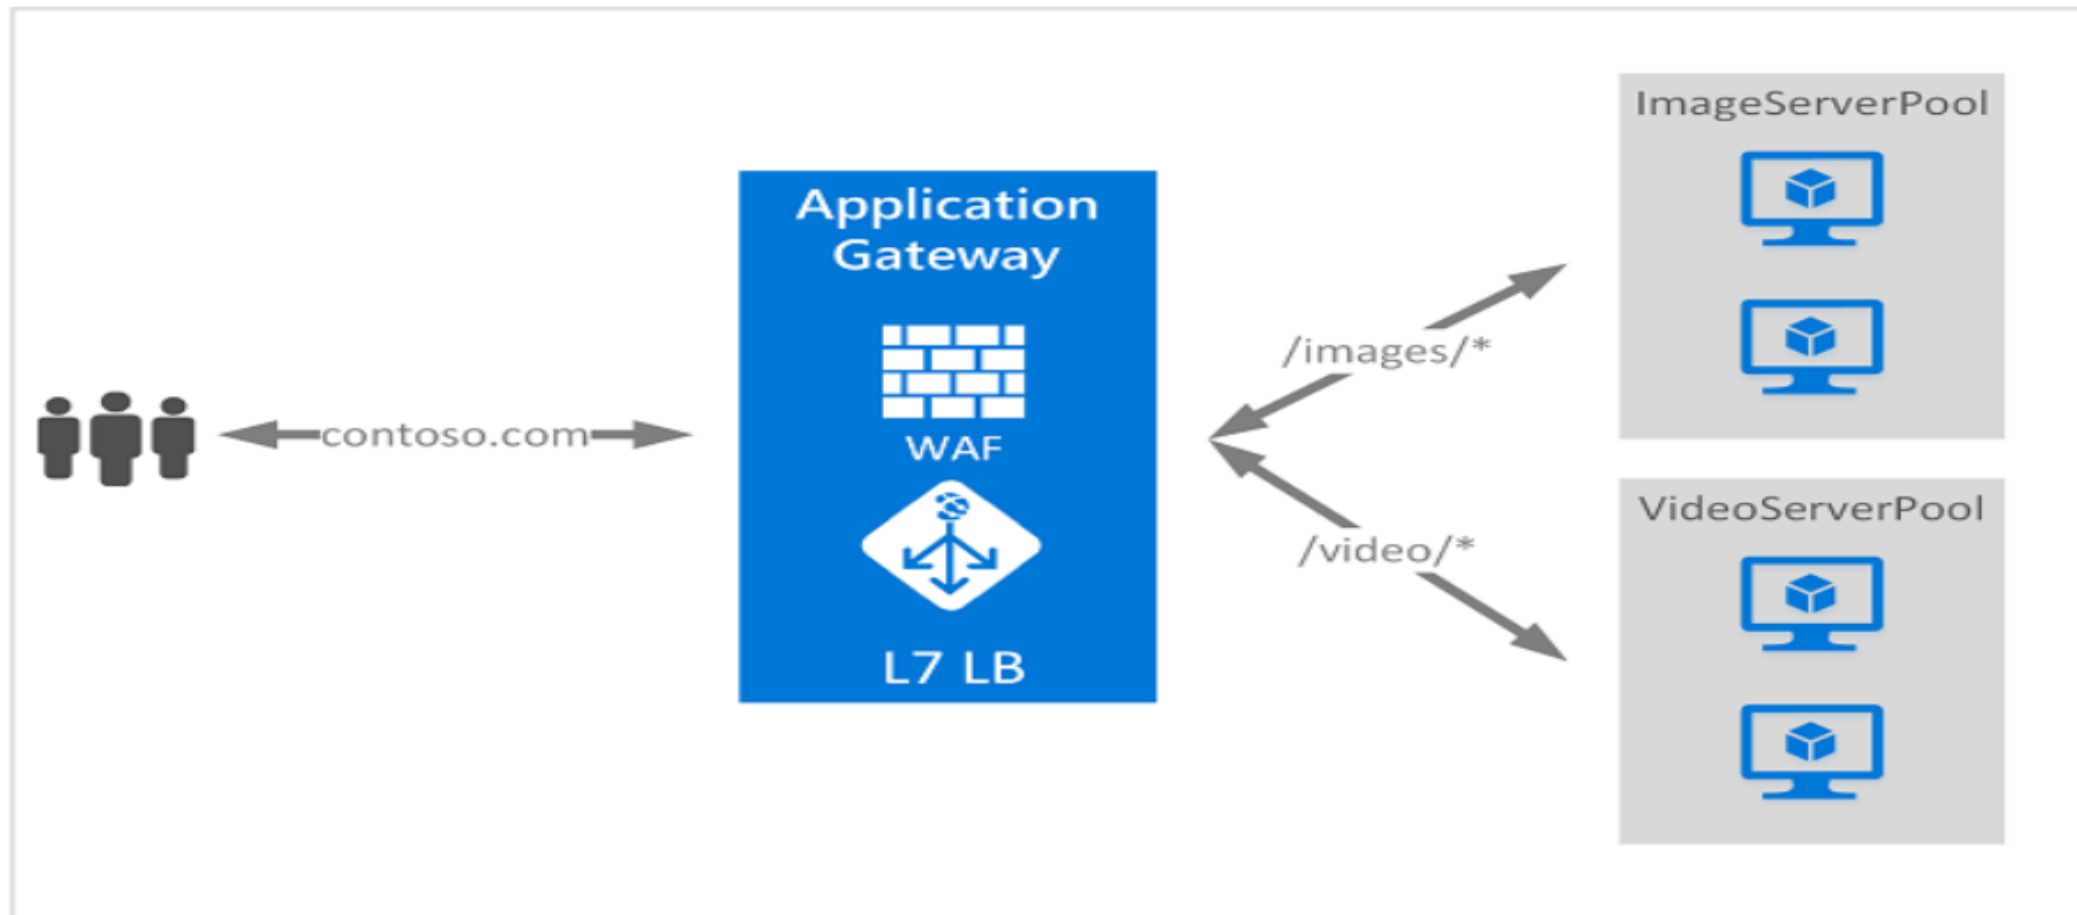 ImageServerPool
Application
Gateway
/images/*
contoso.com
WAF
VideoServerPool
/video/*
L7 LB